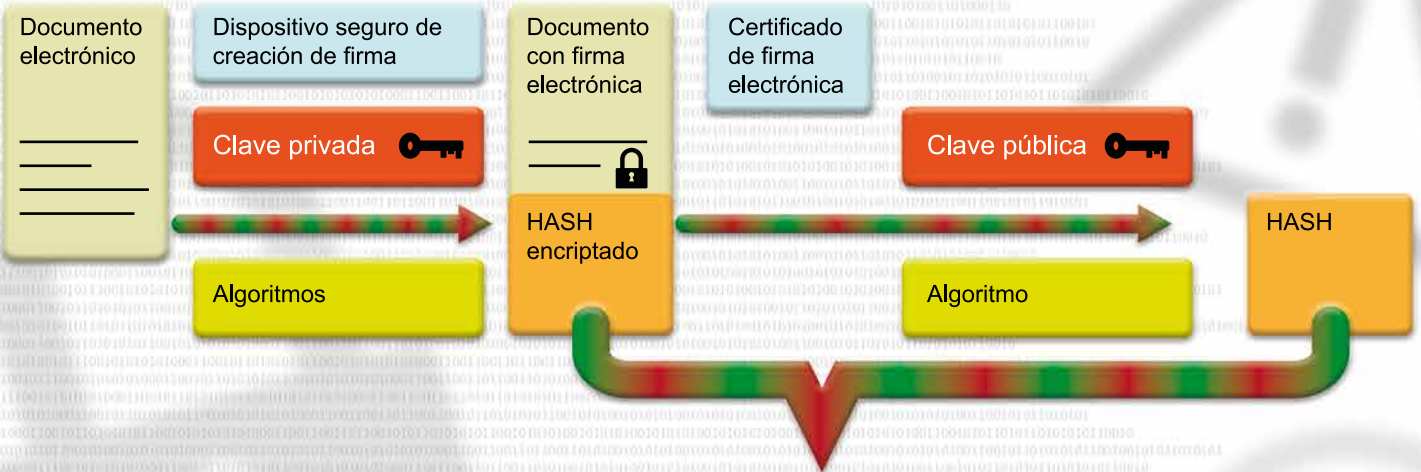 Documento
electrónico
Dispositivo seguro de
creación de firma
Clave privada
Algoritmos
Documento
con firma
electrónica
HASH
encriptado
Certificado
de firma
electrónica
Clave pública
Algoritmo
HASH